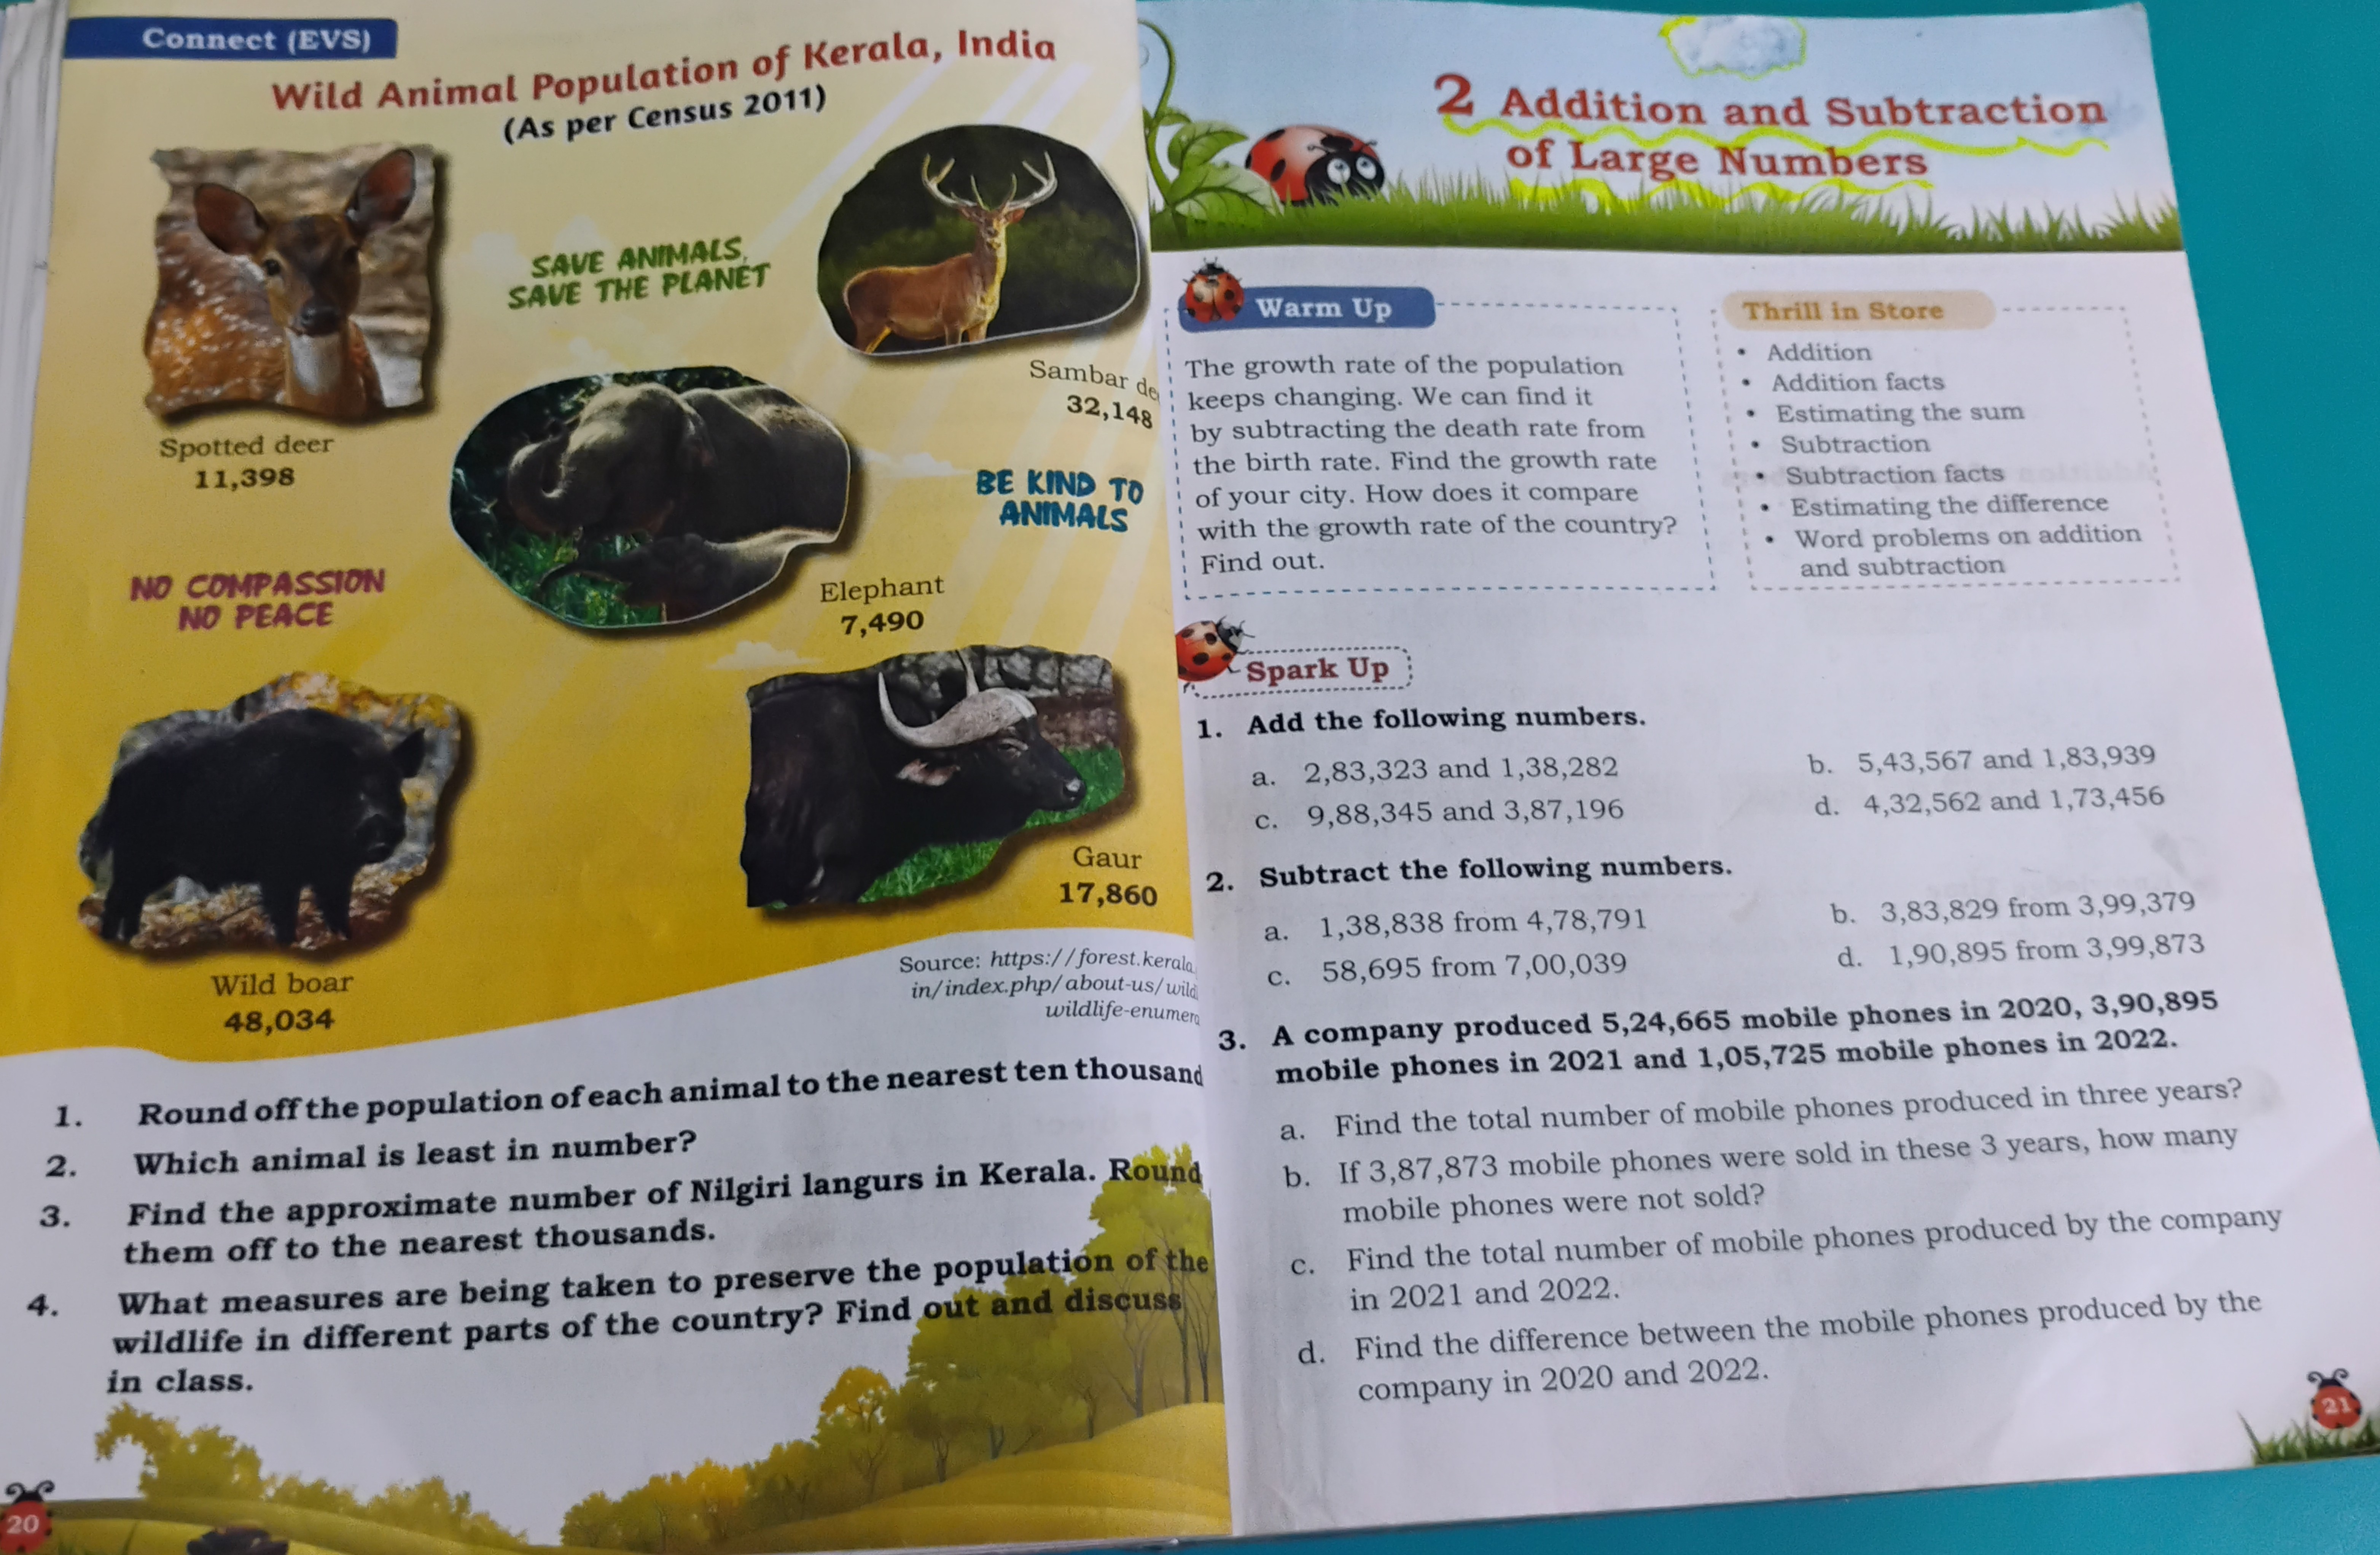 Connect (EVS)
Wild Animal Population of Kerala, India
(As per Census 2011)
SAVE ANIMALS,
SAVE THE PLANET
Sambar
32,148
Spotted deer
11,398
BE KIND TO
ANIMALS
NO COMPASSION
NO PEACE
Elephant
7,490
Gaur
17,860
Wild boar
48,034
Source: https://forest.kerala
in/index.php/about-us/wild
wildlife-enumera
1. Round off the population of each animal to the nearest ten thousand
2. Which animal is least in number?
3. Find the approximate number of Nilgiri langurs in Kerala. Round
them off to the nearest thousands.
4. What measures are being taken to preserve the population of the
wildlife in different parts of the country? Find out and discuss
in class.
20
2 Addition and Subtraction
of Large Numbers
Warm Up
The growth rate of the population
keeps changing. We can find it
by subtracting the death rate from
the birth rate. Find the growth rate
of your city. How does it compare
with the growth rate of the country?
Find out.
Thrill in Store
• Addition
• Addition facts
• Estimating the sum
• Subtraction
• Subtraction facts
• Estimating the difference
• Word problems on addition
and subtraction
Spark Up
1. Add the following numbers.
a. 2,83,323 and 1,38,282
b. 5,43,567 and 1,83,939
c. 9,88,345 and 3,87,196
d. 4,32,562 and 1,73,456
2. Subtract the following numbers.
a. 1,38,838 from 4,78,791
b. 3,83,829 from 3,99,379
c. 58,695 from 7,00,039
d. 1,90,895 from 3,99,873
3. A company produced 5,24,665 mobile phones in 2020, 3,90,895
mobile phones in 2021 and 1,05,725 mobile phones in 2022.
a. Find the total number of mobile phones produced in three years?
b. If 3,87,873 mobile phones were sold in these 3 years, how many
mobile phones were not sold?
c. Find the total number of mobile phones produced by the company
in 2021 and 2022.
d. Find the difference between the mobile phones produced by the
company in 2020 and 2022.
21